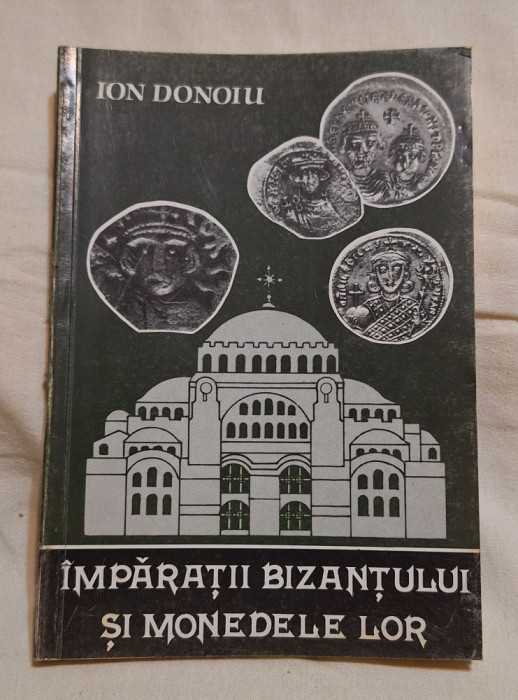 ION DONOIU
ÎMPĂRAȚII BIZANȚULUI
ȘI MONEDELE LOR